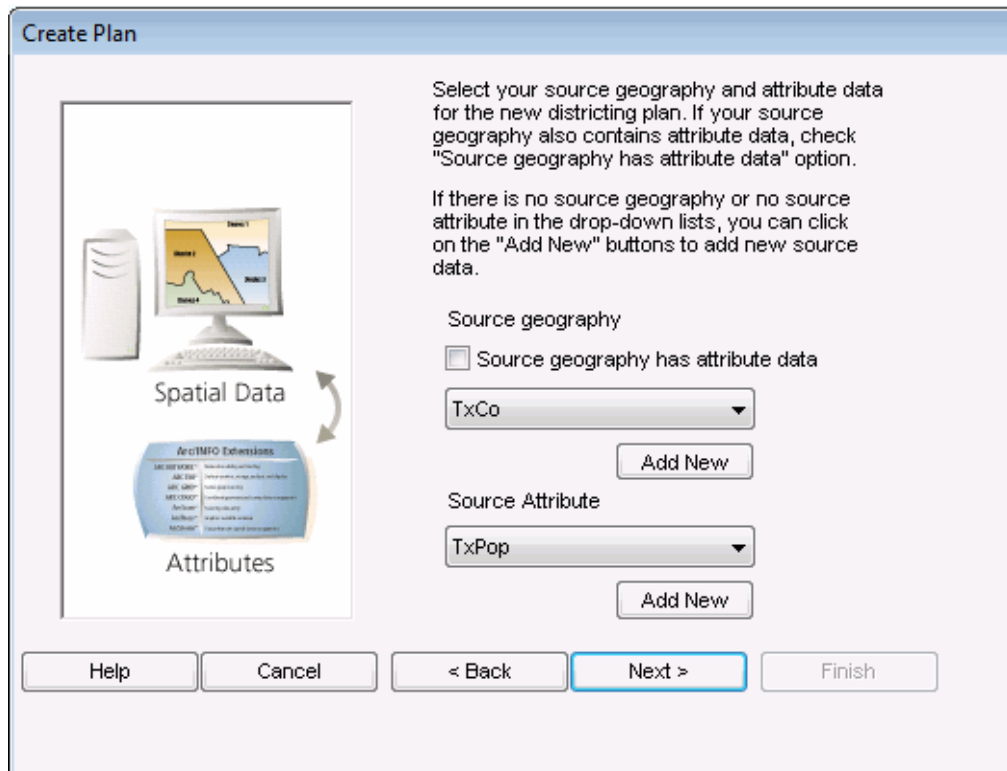 Create Plan
Select your source geography and attribute data
for the new districting plan. If your source
geography also contains attribute data, check
"Source geography has attribute data" option.
If there is no source geography or no source
attribute in the drop-down lists, you can click
on the "Add New" buttons to add new source
data.
Spatial Data
Arc/INFO Extensions
Attributes
Source geography
Source geography has attribute data
TxCo
Add New
Source Attribute
TxPop
Add New
Help
Cancel
< Back
Next >
Finish